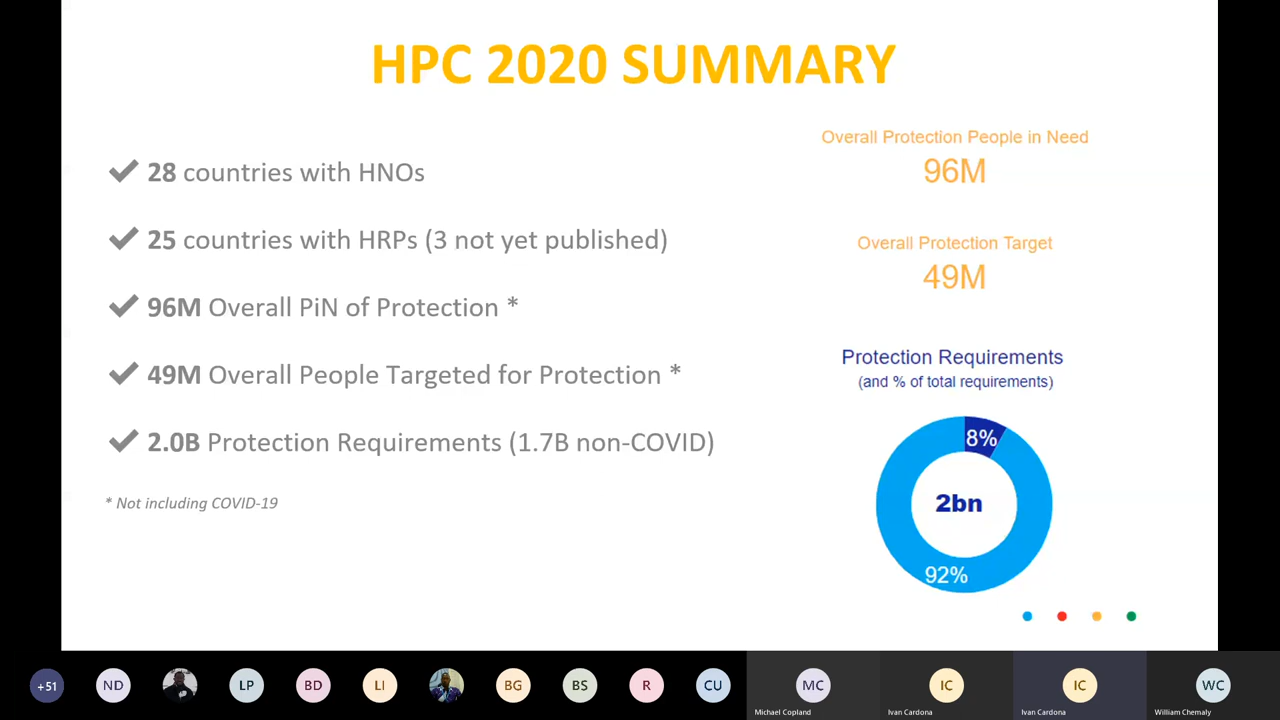 HPC 2020 SUMMARY
28 countries with HNOs
25 countries with HRPs (3 not yet published)
96M Overall PiN of Protection *
49M Overall People Targeted for Protection *
2.0B Protection Requirements (1.7B non-COVID)
* Not including COVID-19
Overall Protection People in Need
96M
Overall Protection Target
49M
Protection Requirements
(and % of total requirements)
8%
2bn
92%
+51
ND
LP
BD
LI
BG
BS
R
CU
MC
Michael Copland
IC
Ivan Cardona
IC
Ivan Cardona
WC
William Chemaly